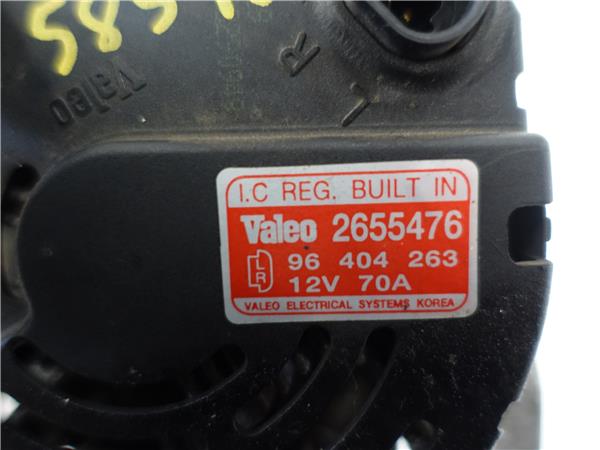 Valeo
R
L
I.C REG. BUILT IN
Valeo 2655476
L 96 404 263
R 12V 70A
VALEO ELECTRICAL SYSTEMS KOREA